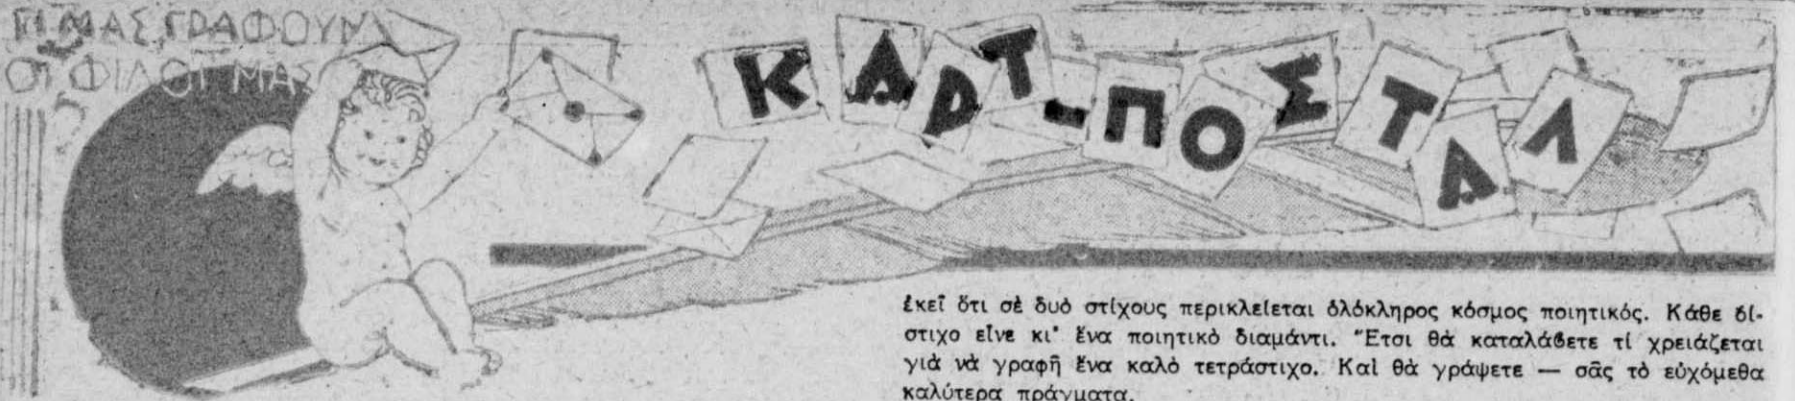 ΤΙ ΜΑΣ ΓΡΑΦΟΥΝ
ΟΙ ΦΙΛΟΙ ΜΑΣ
ΚΑΡΤ-ΠΟΣΤΑΛ
ἐκεῖ ὅτι σὲ δυὸ στίχους περικλείεται ὁλόκληρος κόσμος ποιητικός. Κάθε δί-
στιχο εἶνε κι' ἕνα ποιητικὸ διαμάντι. Ἔτσι θὰ καταλάβετε τί χρειάζεται
γιὰ νὰ γραφῆ ἕνα καλὸ τετράστιχο. Καὶ θὰ γράψετε — σᾶς τὸ εὐχόμεθα
καλύτερα πράγματα.